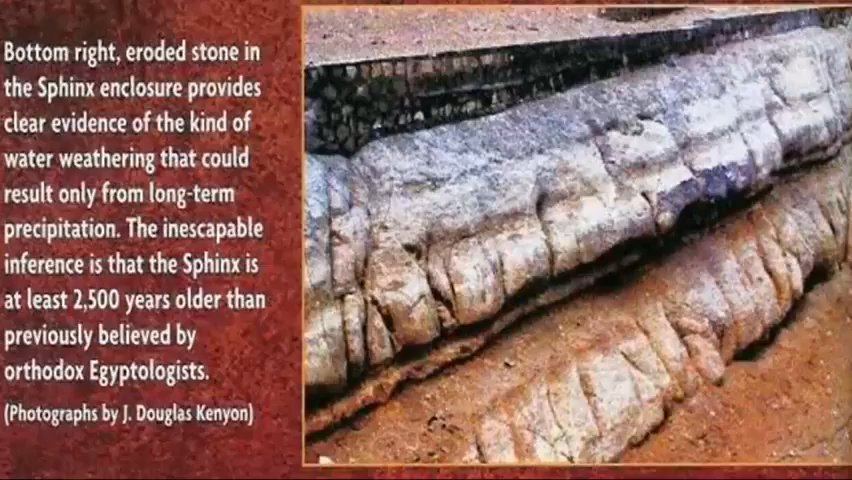 Bottom right, eroded stone in
the Sphinx enclosure provides
clear evidence of the kind of
water weathering that could
result only from long-term
precipitation. The inescapable
inference is that the Sphinx is
at least 2,500 years older than
previously believed by
orthodox Egyptologists.
(Photographs by J. Douglas Kenyon)